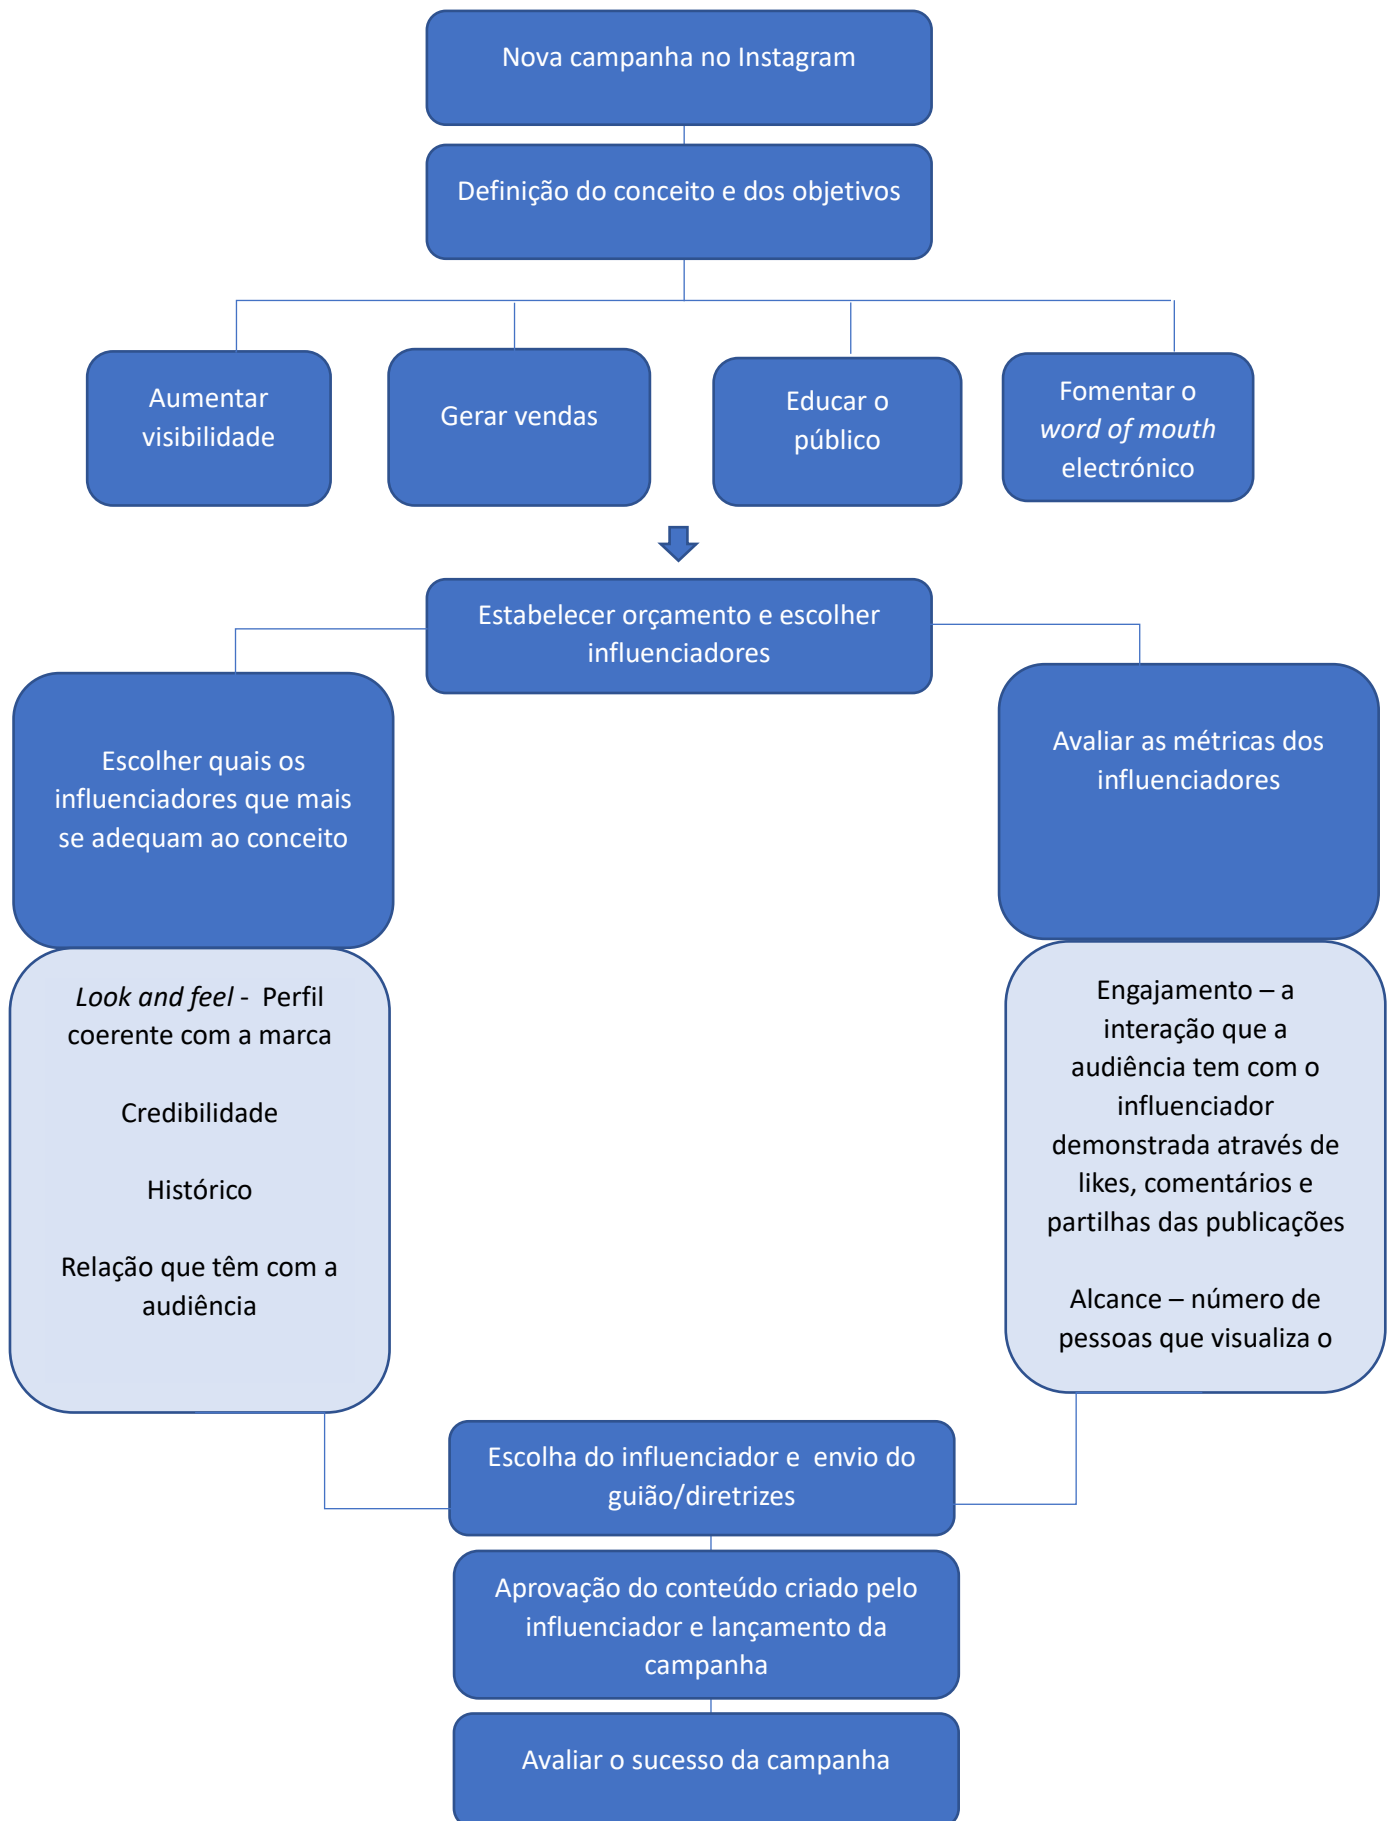 Nova campanha no Instagram
Definição do conceito e dos objetivos
Aumentar
visibilidade
Gerar vendas
Educar o
público
Fomentar o
word of mouth
electrónico
Estabelecer orçamento e escolher
influenciadores
Escolher quais os
influenciadores que mais
se adequam ao conceito
Avaliar as métricas dos
influenciadores
Look and feel - Perfil
coerente com a marca
Credibilidade
Histórico
Relação que têm com a
audiência
Engajamento – a
interação que a
audiência tem com o
influenciador
demonstrada através de
likes, comentários e
partilhas das publicações
Alcance – número de
pessoas que visualiza o
Escolha do influenciador e envio do
guião/diretrizes
Aprovação do conteúdo criado pelo
influenciador e lançamento da
campanha
Avaliar o sucesso da campanha